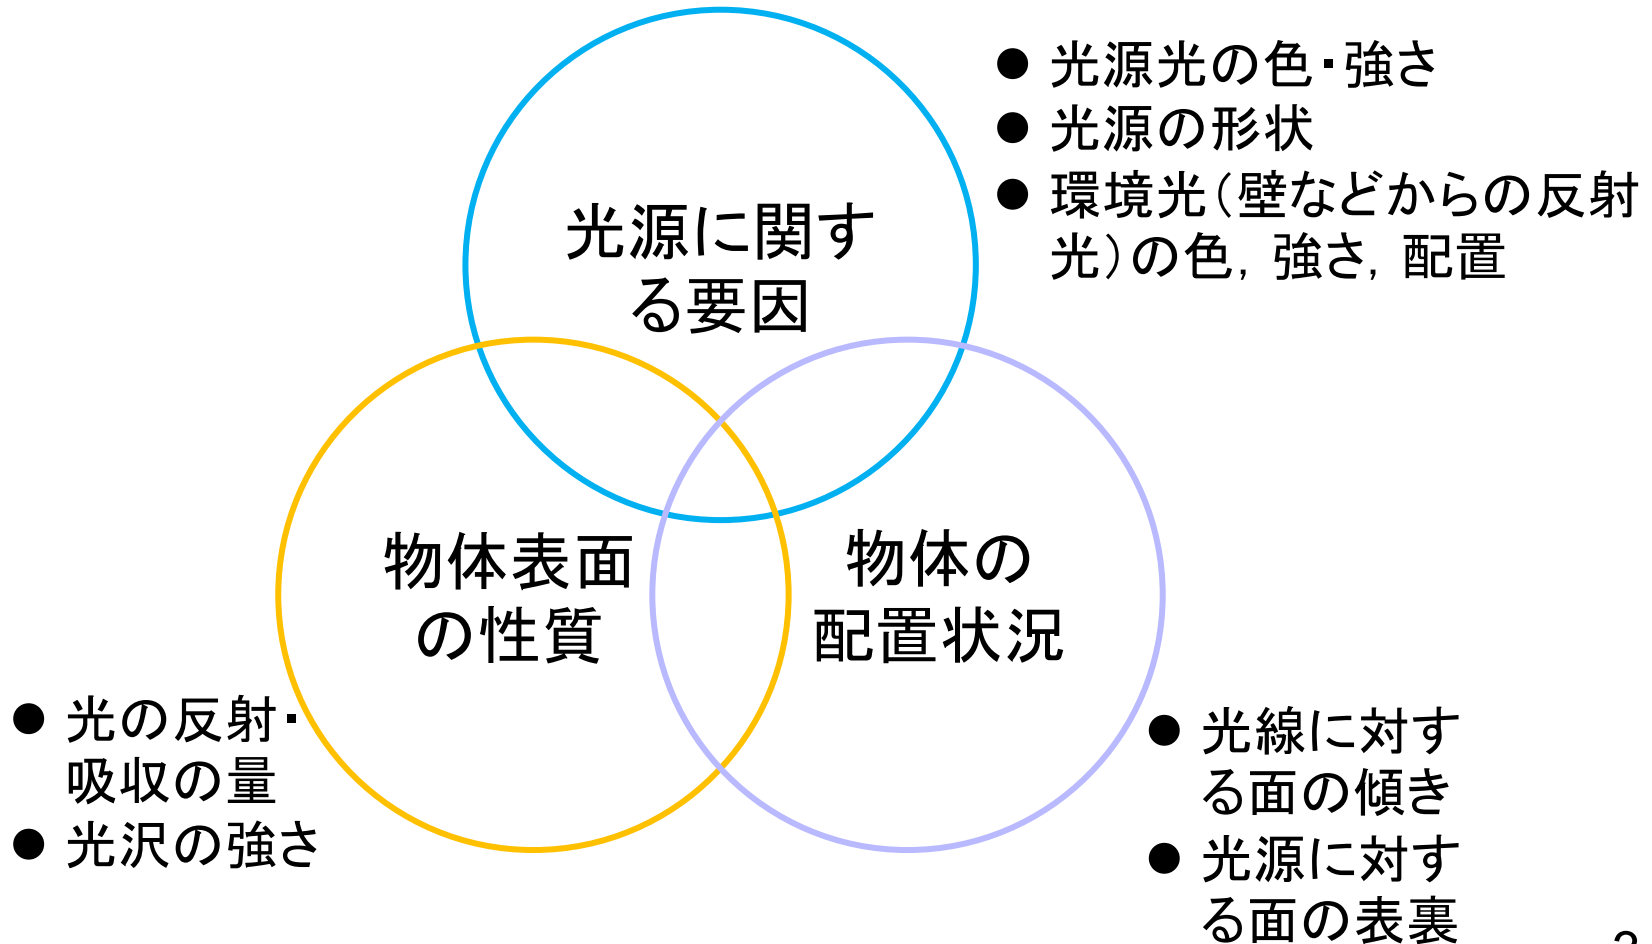 ● 光源光の色・強さ
● 光源の形状
● 環境光（壁などからの反射
光）の色，強さ，配置
光源に関す
る要因
物体表面
の性質
物体の
配置状況
● 光の反射・
吸収の量
● 光沢の強さ
● 光線に対す
る面の傾き
● 光源に対す
る面の表裏